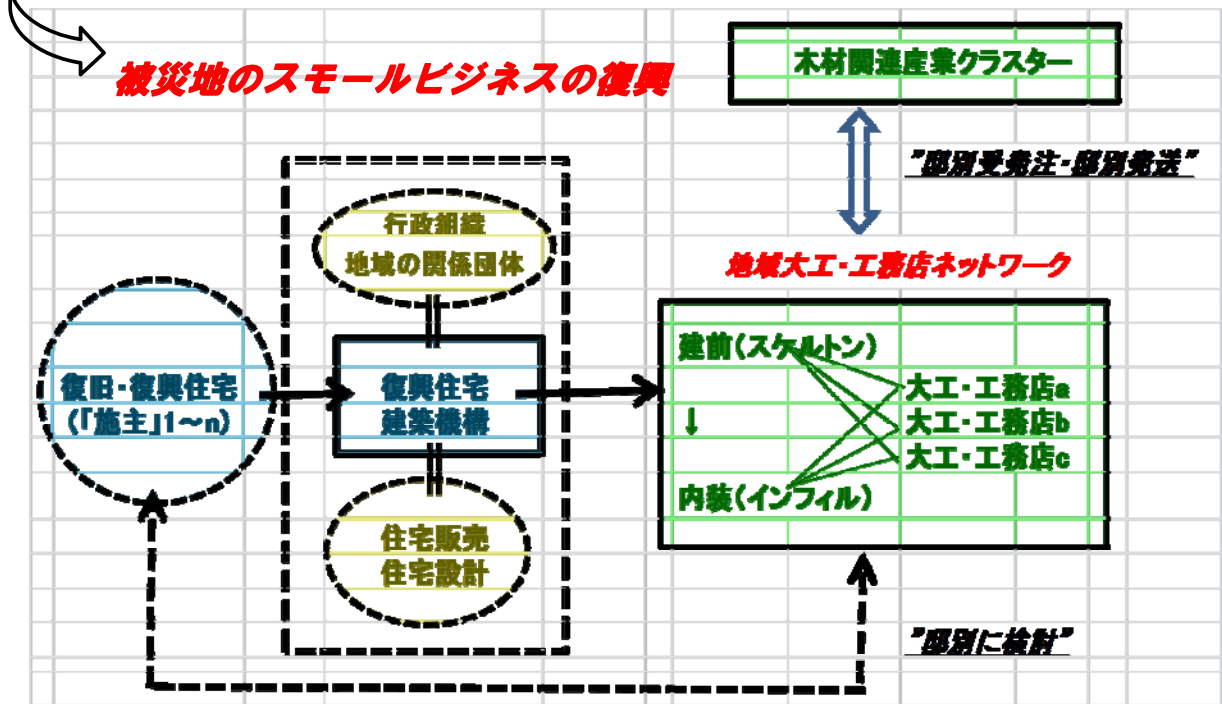 被災地のスモールビジネスの復興
木材関連産業クラスター
”邸別受発注・邸別発送”
行政組織
地域の関係団体
地域大工・工務店ネットワーク
復旧・復興住宅
(「施主」1～n)
復興住宅
建築機構
建前(スケルトン)
大工・工務店a
↓
大工・工務店b
大工・工務店c
内装(インフィル)
住宅販売
住宅設計
”邸別に検討”